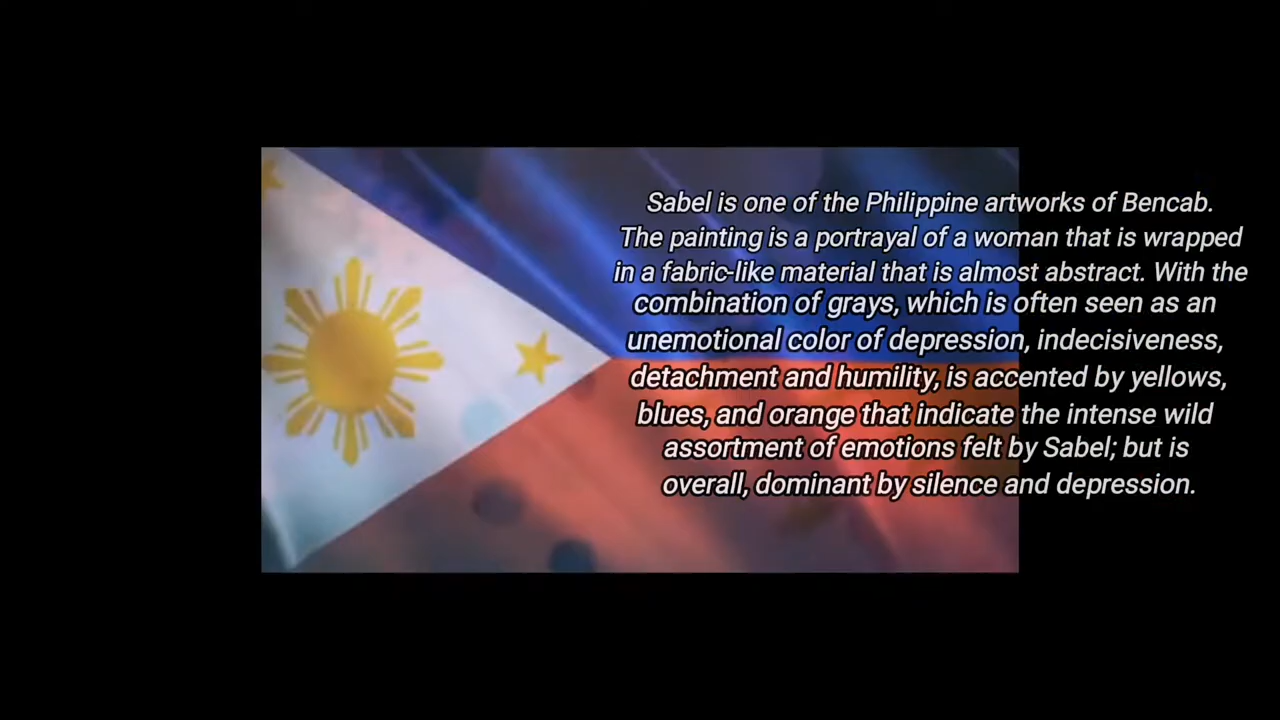 Sabel is one of the Philippine artworks of Bencab.
The painting is a portrayal of a woman that is wrapped
in a fabric-like material that is almost abstract. With the
combination of grays, which is often seen as an
unemotional color of depression, indecisiveness,
detachment and humility, is accented by yellows,
blues, and orange that indicate the intense wild
assortment of emotions felt by Sabel; but is
overall, dominant by silence and depression.